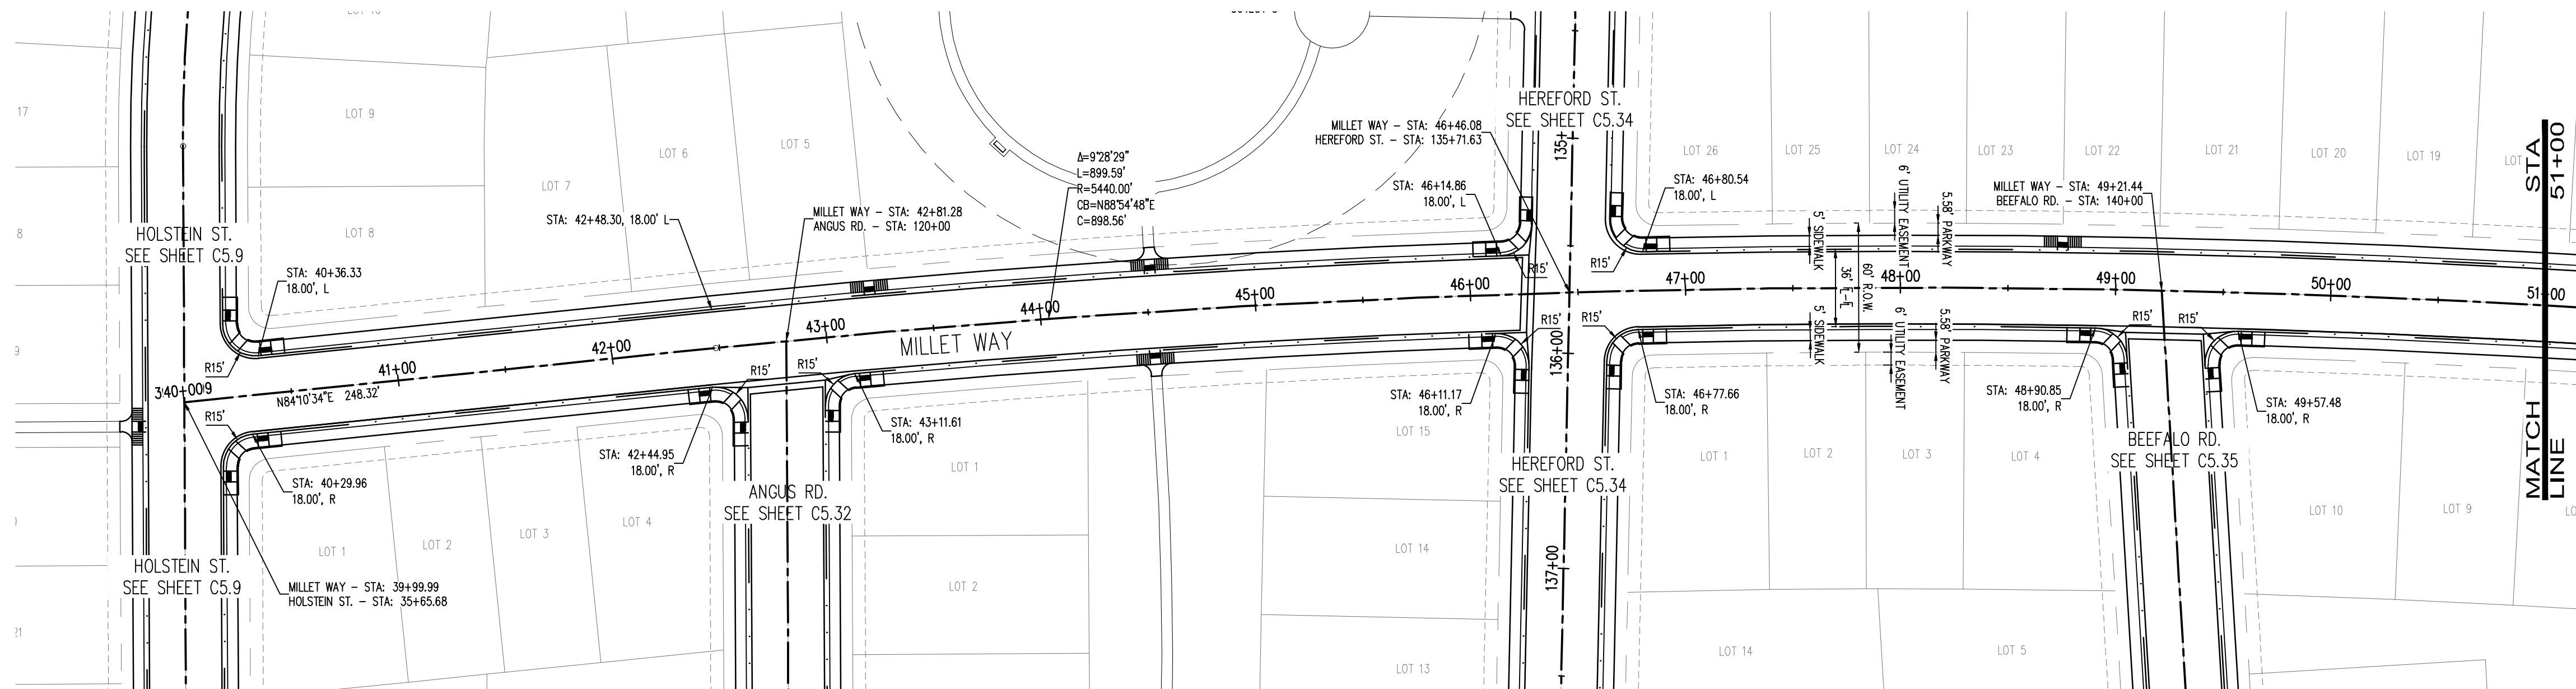 LOT 9
17
LOT 8
8
LOT 7
LOT 6
LOT 5
9
21
HOLSTEIN ST.
SEE SHEET C5.9
STA: 40+36.33
18.00', L
R15'
R15'
41+00
N84°10'34"E 248.32'
STA: 40+29.96
18.00', R
HOLSTEIN ST.
SEE SHEET C5.9
MILLET WAY – STA: 39+99.99
HOLSTEIN ST. – STA: 35+65.68
LOT 1
LOT 2
LOT 3
LOT 4
42+00
STA: 42+48.30, 18.00' L
MILLET WAY – STA: 42+81.28
ANGUS RD. – STA: 120+00
43+00
R15'
R15'
STA: 42+44.95
18.00', R
STA: 43+11.61
18.00', R
ANGUS RD.
SEE SHEET C5.32
LOT 1
LOT 2
MILLET WAY
Δ=9°28'29"
L=899.59'
R=5440.00'
CB=N88°54'48"E
C=898.56'
44+00
45+00
46+00
MILLET WAY – STA: 46+46.08
HEREFORD ST. – STA: 135+71.63
HEREFORD ST.
SEE SHEET C5.34
STA: 46+14.86
18.00', L
R15'
R15'
R15'
R15'
STA: 46+80.54
18.00', L
STA: 46+11.17
18.00', R
STA: 46+77.66
18.00', R
136+00
137+00
HEREFORD ST.
SEE SHEET C5.34
LOT 15
LOT 14
LOT 13
LOT 26
LOT 25
LOT 24
LOT 23
LOT 22
LOT 21
LOT 20
LOT 19
LOT
47+00
48+00
49+00
50+00
51+00
5' SIDEWALK
36' F–F
60' R.O.W.
6' UTILITY EASEMENT
5.58' PARKWAY
5' SIDEWALK
6' UTILITY EASEMENT
5.58' PARKWAY
MILLET WAY – STA: 49+21.44
BEEFALO RD. – STA: 140+00
R15'
R15'
STA: 48+90.85
18.00', R
STA: 49+57.48
18.00', R
BEEFALO RD.
SEE SHEET C5.35
LOT 1
LOT 2
LOT 3
LOT 4
LOT 14
LOT 5
LOT 10
LOT 9
MATCH LINE
STA 51+00